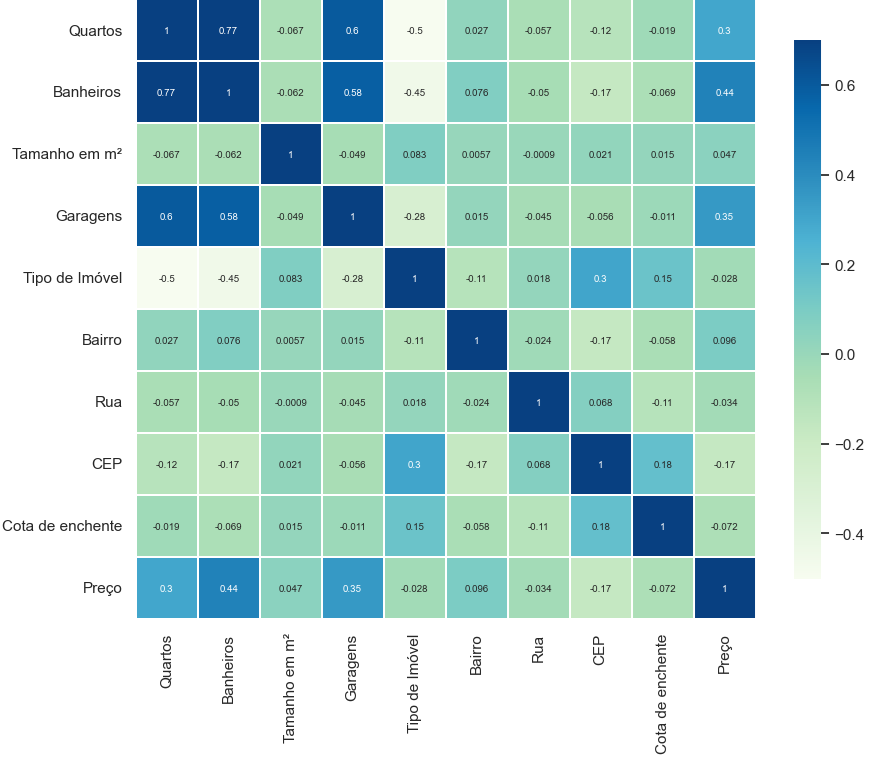 Quartos 1 0.77 -0.067 0.6 -0.5 0.027 -0.057 -0.12 -0.019 0.3
Banheiros 0.77 1 -0.062 0.58 -0.45 0.076 -0.05 -0.17 -0.069 0.44
Tamanho em m² -0.067 -0.062 1 -0.049 0.083 0.0057 -0.0009 0.021 0.015 0.047
Garagens 0.6 0.58 -0.049 1 -0.28 0.015 -0.045 -0.056 -0.011 0.35
Tipo de Imóvel -0.5 -0.45 0.083 -0.28 1 -0.11 0.018 0.3 0.15 -0.028
Bairro 0.027 0.076 0.0057 0.015 -0.11 1 -0.024 -0.17 -0.058 0.096
Rua -0.057 -0.05 -0.0009 -0.045 0.018 -0.024 1 0.068 -0.11 -0.034
CEP -0.12 -0.17 0.021 -0.056 0.3 -0.17 0.068 1 0.18 -0.17
Cota de enchente -0.019 -0.069 0.015 -0.011 0.15 -0.058 -0.11 0.18 1 -0.072
Preço 0.3 0.44 0.047 0.35 -0.028 0.096 -0.034 -0.17 -0.072 1
Quartos
Banheiros
Tamanho em m²
Garagens
Tipo de Imóvel
Bairro
Rua
CEP
Cota de enchente
Preço
0.6
0.4
0.2
0.0
−0.2
−0.4